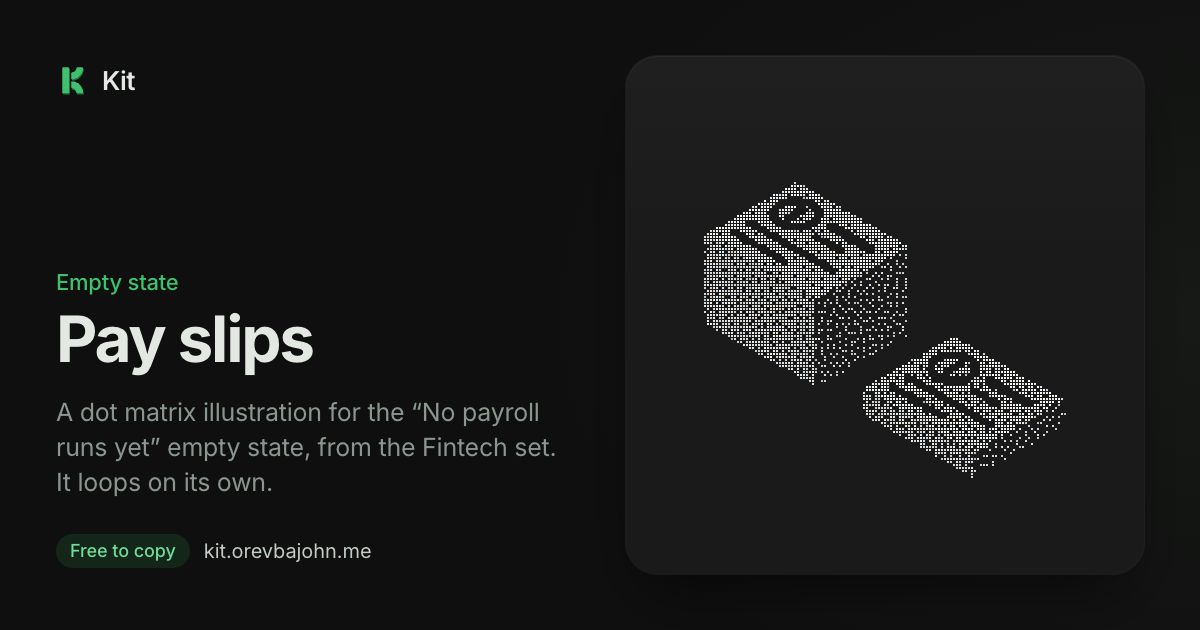 Kit
Empty state
Pay slips
A dot matrix illustration for the “No payroll
runs yet” empty state, from the Fintech set.
It loops on its own.
Free to copy
kit.orevbajohn.me